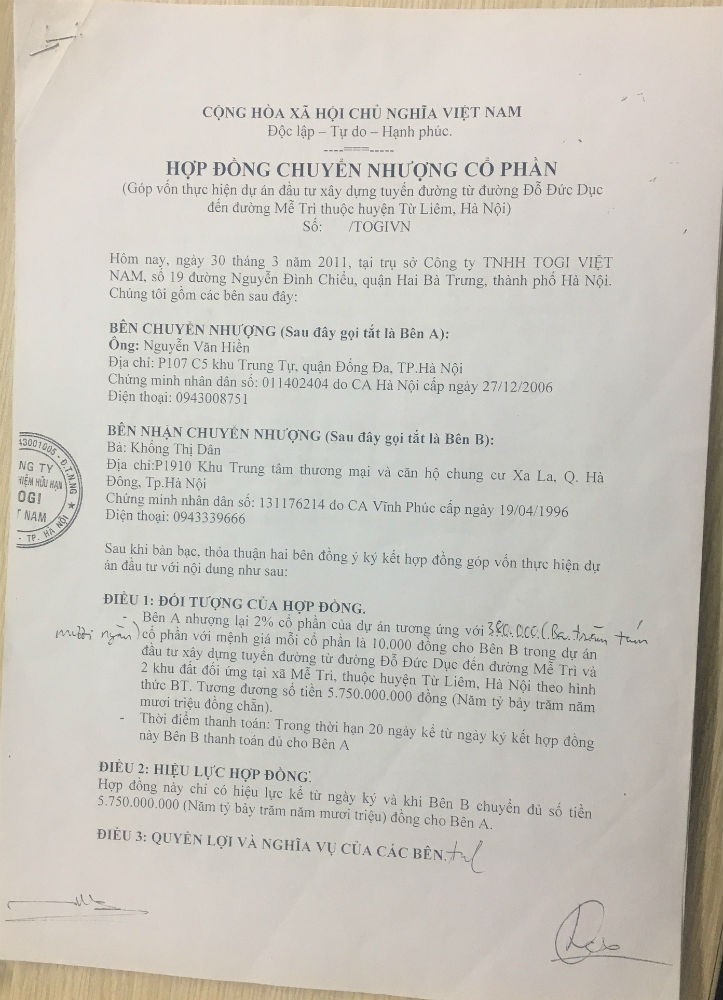 CỘNG HÒA XÃ HỘI CHỦ NGHĨA VIỆT NAM
Độc lập – Tự do – Hạnh phúc.
----===-----
HỢP ĐỒNG CHUYỂN NHƯỢNG CỔ PHẦN
(Góp vốn thực hiện dự án đầu tư xây dựng tuyến đường từ đường Đỗ Đức Dục
đến đường Mễ Trì thuộc huyện Từ Liêm, Hà Nội)
Số: /TOGIVN
Hôm nay, ngày 30 tháng 3 năm 2011, tại trụ sở Công ty TNHH TOGI VIỆT
NAM, số 19 đường Nguyễn Đình Chiểu, quận Hai Bà Trưng, thành phố Hà Nội.
Chúng tôi gồm các bên sau đây:
BÊN CHUYỂN NHƯỢNG (Sau đây gọi tắt là Bên A):
Ông: Nguyễn Văn Hiền
Địa chỉ: P107 C5 khu Trung Tự, quận Đống Đa, TP.Hà Nội
Chứng minh nhân dân số: 011402404 do CA Hà Nội cấp ngày 27/12/2006
Điện thoại: 0943008751
BÊN NHẬN CHUYỂN NHƯỢNG (Sau đây gọi tắt là Bên B):
Bà: Khổng Thị Dân
Địa chỉ:P1910 Khu Trung tâm thương mại và căn hộ chung cư Xa La, Q. Hà
Đông, Tp.Hà Nội
Chứng minh nhân dân số: 131176214 do CA Vĩnh Phúc cấp ngày 19/04/1996
Điện thoại: 0943339666
43001005 - Đ.T.N.NG
NG TY
HIỆM HỮU HẠN
OGI
T NAM
TP. HÀ NỘI
Sau khi bàn bạc, thỏa thuận hai bên đồng ý ký kết hợp đồng góp vốn thực hiện dự
án đầu tư với nội dung như sau:
ĐIỀU 1: ĐỐI TƯỢNG CỦA HỢP ĐỒNG.
- Bên A nhượng lại 2% cổ phần của dự án tương ứng với 380.000 (Ba trăm tám
mươi ngàn) cổ phần với mệnh giá mỗi cổ phần là 10.000 đồng cho Bên B trong dự án
đầu tư xây dựng tuyến đường từ đường Đỗ Đức Dục đến đường Mễ Trì và
2 khu đất đối ứng tại xã Mễ Trì, thuộc huyện Từ Liêm, Hà Nội theo hình
thức BT. Tương đương số tiền 5.750.000.000 đồng (Năm tỷ bảy trăm năm
mươi triệu đồng chẵn).
- Thời điểm thanh toán: Trong thời hạn 20 ngày kể từ ngày ký kết hợp đồng
này Bên B thanh toán đủ cho Bên A
ĐIỀU 2: HIỆU LỰC HỢP ĐỒNG.
Hợp đồng này chỉ có hiệu lực kể từ ngày ký và khi Bên B chuyển đủ số tiền
5.750.000.000 (Năm tỷ bảy trăm năm mươi triệu) đồng cho Bên A.
ĐIỀU 3: QUYỀN LỢI VÀ NGHĨA VỤ CỦA CÁC BÊN.